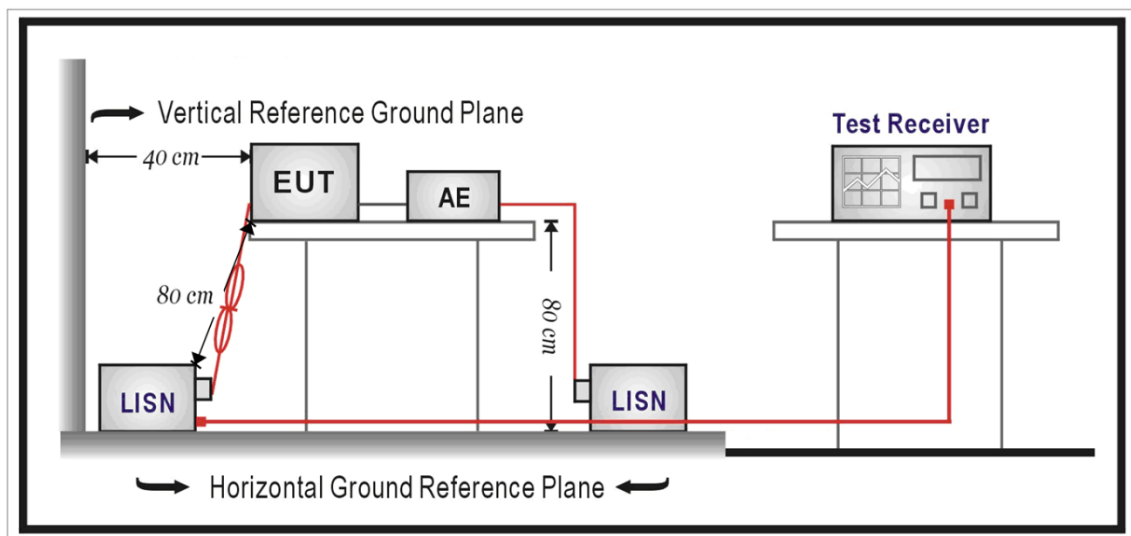 Vertical Reference Ground Plane
Test Receiver
40 cm
EUT
AE
80 cm
80 cm
LISN
LISN
Horizontal Ground Reference Plane